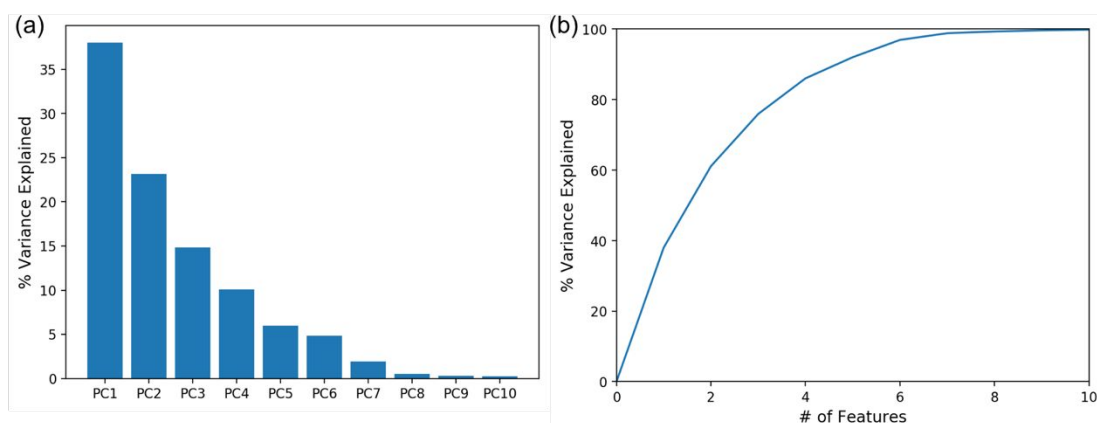 (a)
% Variance Explained
35
30
25
20
15
10
5
0
PC1 PC2 PC3 PC4 PC5 PC6 PC7 PC8 PC9 PC10
(b)
% Variance Explained
100
80
60
40
20
0
0 2 4 6 8 10
# of Features